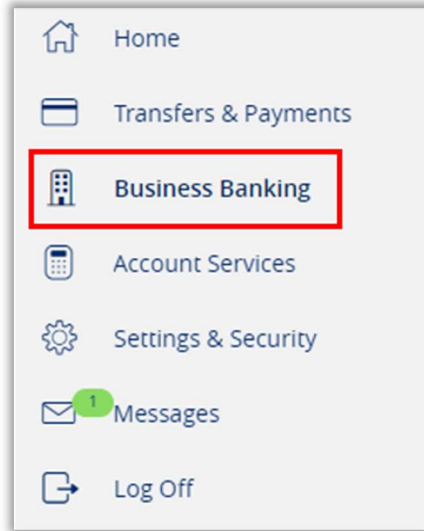 Home
Transfers & Payments
Business Banking
Account Services
Settings & Security
1
Messages
Log Off